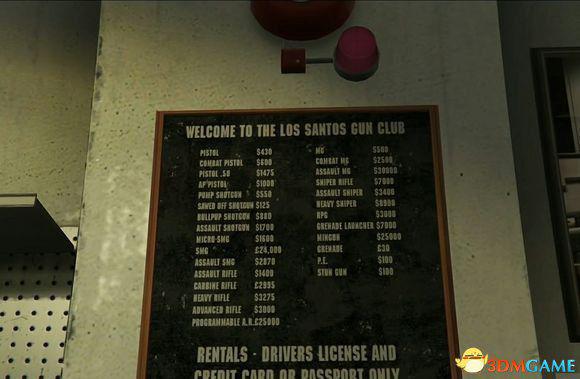 WELCOME TO THE LOS SANTOS GUN CLUB
PISTOL $430
COMBAT PISTOL $600
PISTOL .50 $1475
AP PISTOL $1000
PUMP SHOTGUN $550
SAWED OFF SHOTGUN $125
BULLPUP SHOTGUN $880
ASSAULT SHOTGUN $1700
MICRO-SMG $1600
SMG £24,000
ASSAULT SMG $2070
ASSAULT RIFLE $1400
CARBINE RIFLE $2995
HEAVY RIFLE $3275
ADVANCED RIFLE $3000
PROGRAMMABLE A.R. £25000
MG $500
COMBAT MG $2500
ASSAULT MG $30000
SNIPER RIFLE $7000
ASSAULT SNIPER $3400
HEAVY SNIPER $8900
RPG $3000
GRENADE LAUNCHER $7000
MINGUN $25000
GRENADE £30
P.E. $100
STUN GUN $100
RENTALS - DRIVERS LICENSE AND
CREDIT CARD OR PASSPORT ONLY
3DMGAME